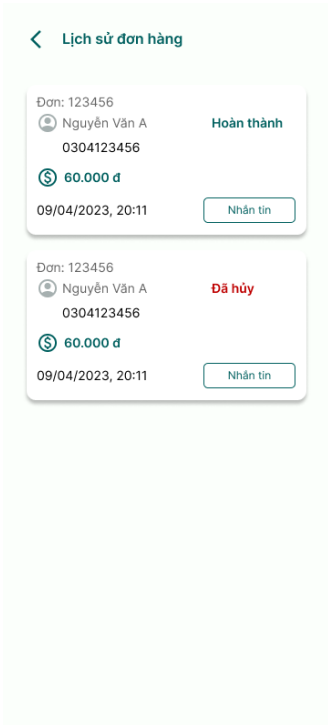 Lịch sử đơn hàng
Đơn: 123456
Nguyễn Văn A
Hoàn thành
0304123456
60.000 đ
09/04/2023, 20:11
Nhắn tin
Đơn: 123456
Nguyễn Văn A
Đã hủy
0304123456
60.000 đ
09/04/2023, 20:11
Nhắn tin